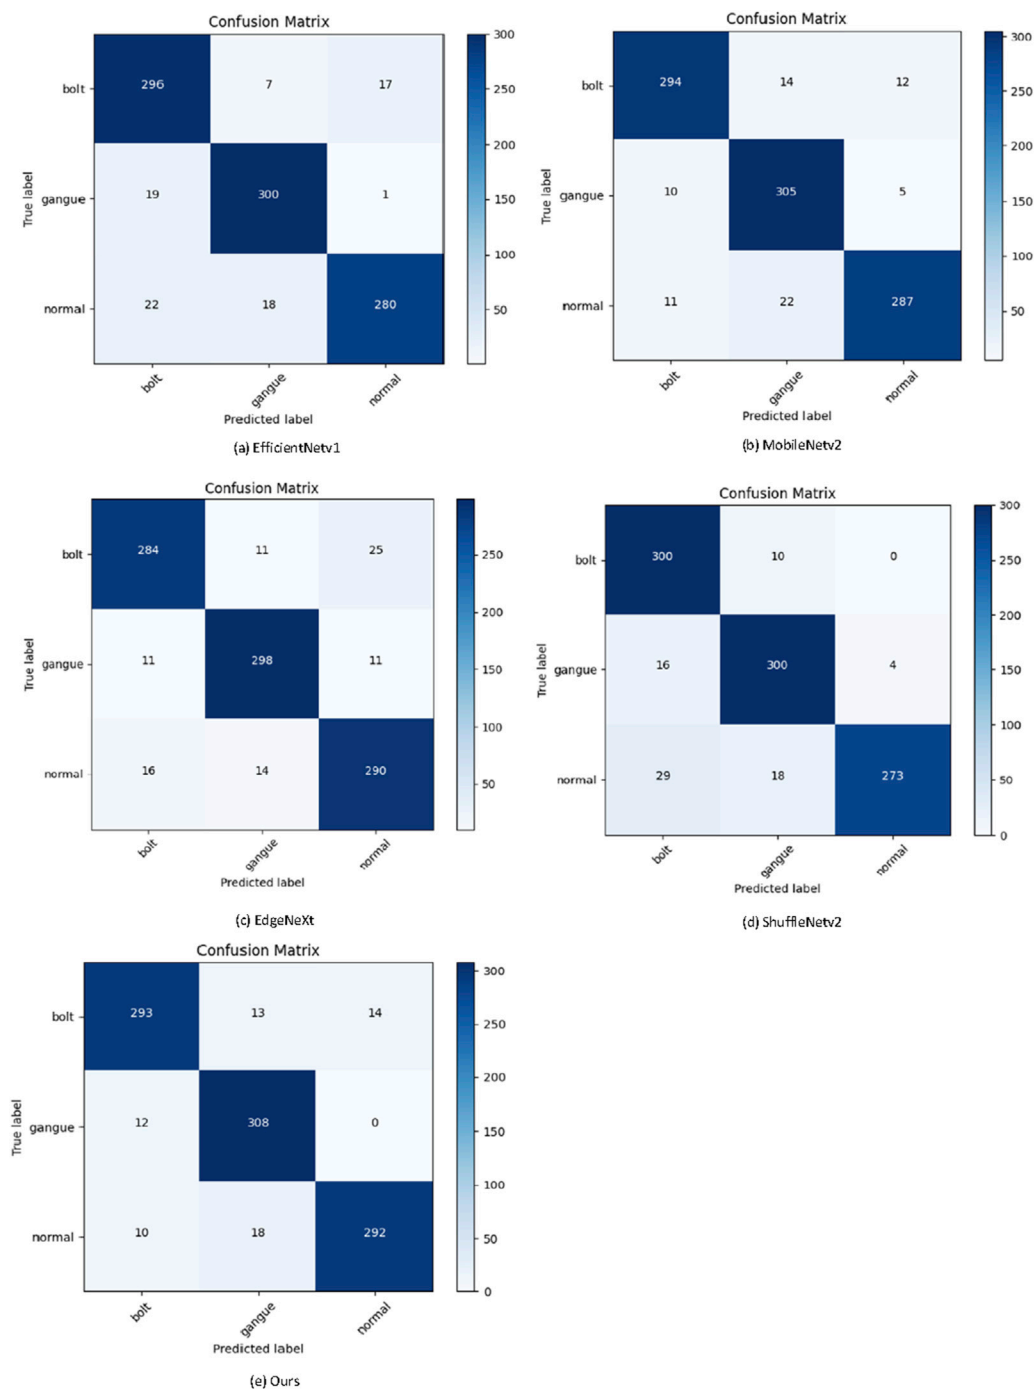 Confusion Matrix
bolt 296 7 17
gangue 19 300 1
normal 22 18 280
True label
bolt gangue normal
Predicted label
300
250
200
150
100
50
(a) EfficientNetv1
Confusion Matrix
bolt 294 14 12
gangue 10 305 5
normal 11 22 287
True label
bolt gangue normal
Predicted label
300
250
200
150
100
50
(b) MobileNetv2
Confusion Matrix
bolt 284 11 25
gangue 11 298 11
normal 16 14 290
True label
bolt gangue normal
Predicted label
250
200
150
100
50
(c) EdgeNeXt
Confusion Matrix
bolt 300 10 0
gangue 16 300 4
normal 29 18 273
True label
bolt gangue normal
Predicted label
300
250
200
150
100
50
0
(d) ShuffleNetv2
Confusion Matrix
bolt 293 13 14
gangue 12 308 0
normal 10 18 292
True label
bolt gangue normal
Predicted label
300
250
200
150
100
50
0
(e) Ours